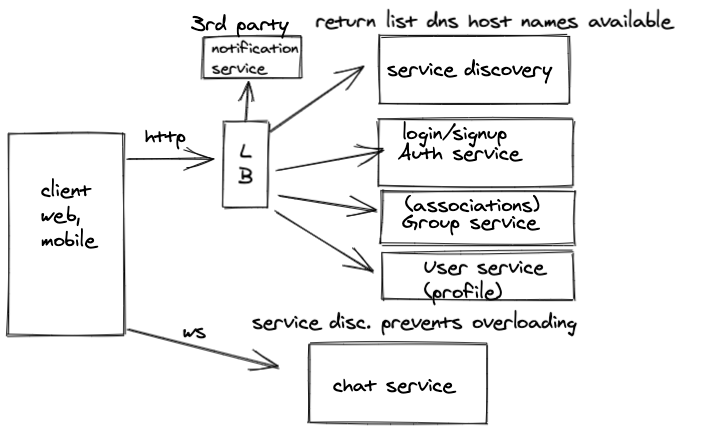 3rd party
return list dns host names available
notification
service
service discovery
http
L
B
login/signup
Auth service
client
web,
mobile
(associations)
Group service
User service
(profile)
ws
service disc. prevents overloading
chat service